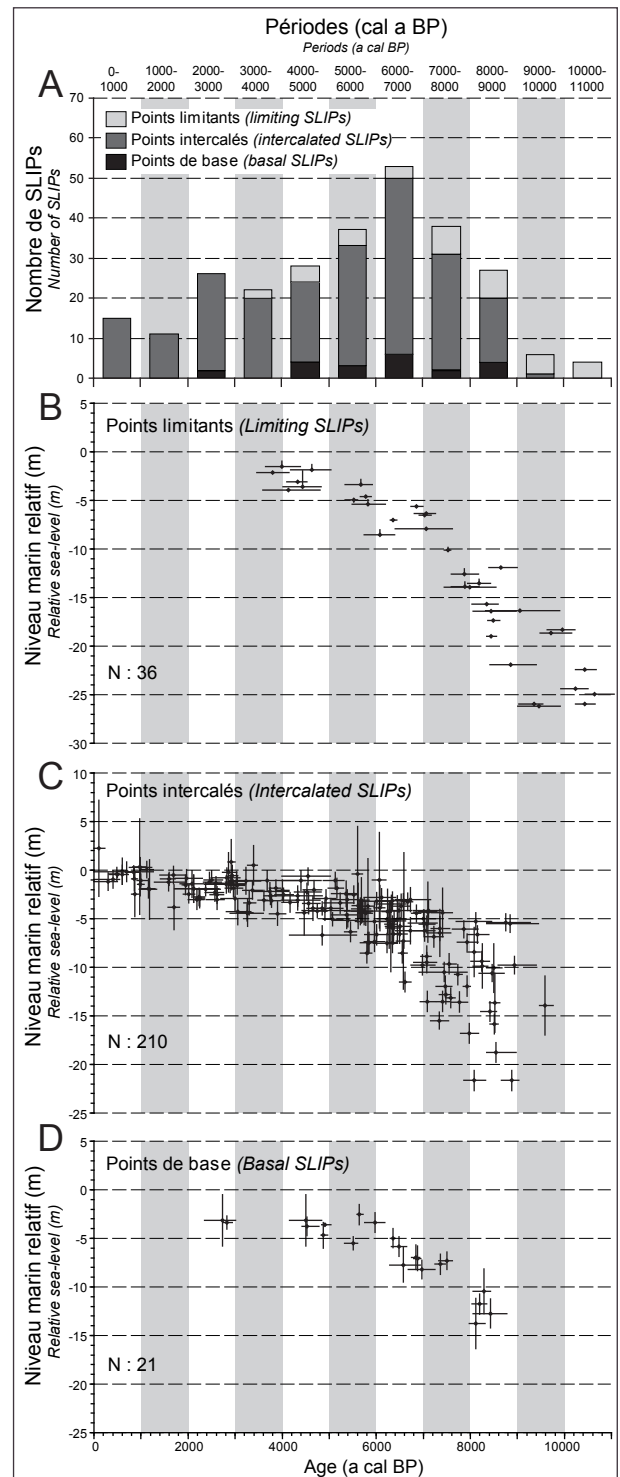 Périodes (cal a BP)
Periods (a cal BP)
0-
1000
1000-
2000
2000-
3000
3000-
4000
4000-
5000
5000-
6000
6000-
7000
7000-
8000
8000-
9000
9000-
10000
10000-
11000
A
70
60
50
40
30
20
10
0
Nombre de SLIPs
Number of SLIPs
Points limitants (limiting SLIPs)
Points intercalés (intercalated SLIPs)
Points de base (basal SLIPs)
B
5
0
-5
-10
-15
-20
-25
-30
Niveau marin relatif (m)
Relative sea-level (m)
Points limitants (Limiting SLIPs)
N : 36
C
10
5
0
-5
-10
-15
-20
-25
Niveau marin relatif (m)
Relative sea-level (m)
Points intercalés (Intercalated SLIPs)
N : 210
D
5
0
-5
-10
-15
-20
-25
Niveau marin relatif (m)
Relative sea-level (m)
Points de base (Basal SLIPs)
N : 21
0
2000
4000
6000
8000
10000
Age (a cal BP)